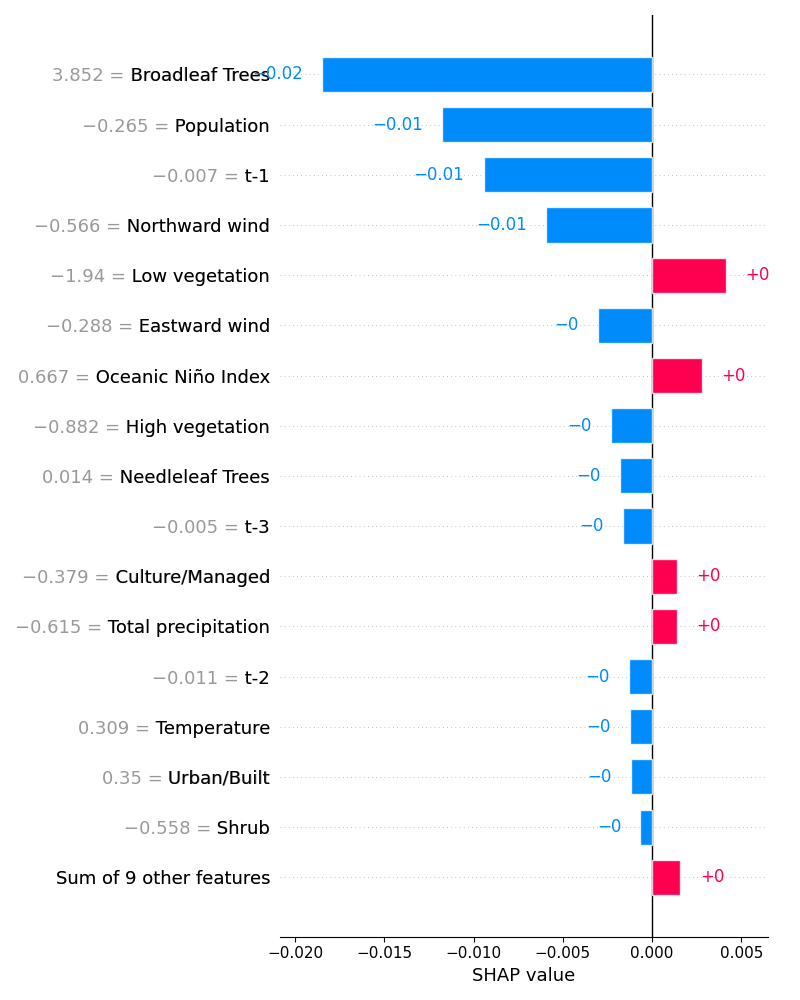 3.852 = Broadleaf Trees −0.02
−0.265 = Population −0.01
−0.007 = t-1 −0.01
−0.566 = Northward wind −0.01
−1.94 = Low vegetation +0
−0.288 = Eastward wind −0
0.667 = Oceanic Niño Index +0
−0.882 = High vegetation −0
0.014 = Needleleaf Trees −0
−0.005 = t-3 −0
−0.379 = Culture/Managed +0
−0.615 = Total precipitation +0
−0.011 = t-2 −0
0.309 = Temperature −0
0.35 = Urban/Built −0
−0.558 = Shrub −0
Sum of 9 other features +0
−0.020 −0.015 −0.010 −0.005 0.000 0.005
SHAP value